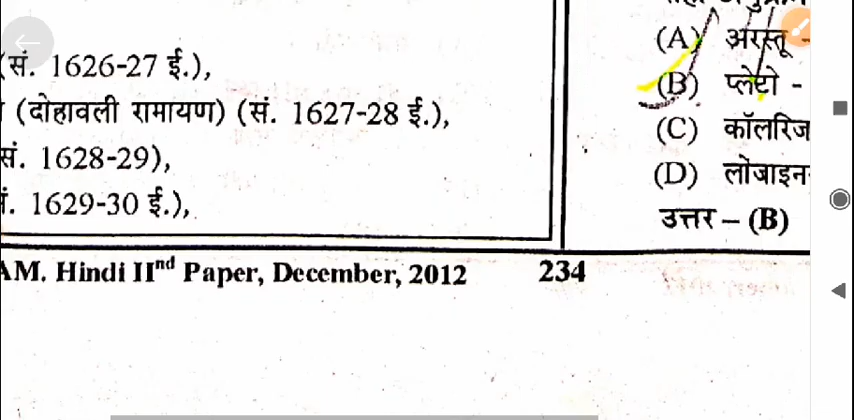 (सं. 1626-27 ई.),
(दोहावली रामायण) (सं. 1627-28 ई.),
सं. 1628-29),
1629-30 ई.),
(A) अरस्तू -
(B) प्लेटो -
(C) कॉलरिज
(D) लोंजाइन
उत्तर – (B)
AM. Hindi IInd Paper, December, 2012 234